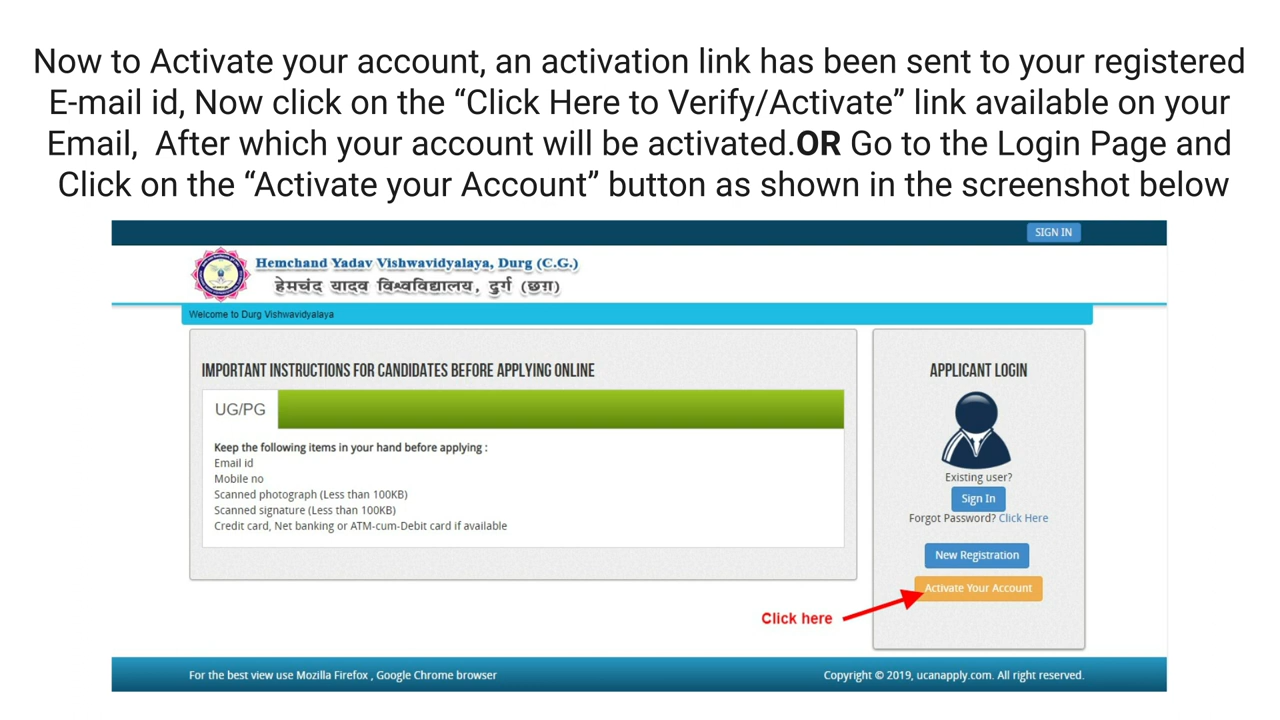 Now to Activate your account, an activation link has been sent to your registered
E-mail id, Now click on the “Click Here to Verify/Activate” link available on your
Email,  After which your account will be activated.OR Go to the Login Page and
Click on the “Activate your Account” button as shown in the screenshot below
SIGN IN
Hemchand Yadav Vishwavidyalaya, Durg (C.G.)
हेमचंद यादव विश्वविद्यालय, दुर्ग (छग)
Welcome to Durg Vishwavidyalaya
IMPORTANT INSTRUCTIONS FOR CANDIDATES BEFORE APPLYING ONLINE
UG/PG
Keep the following items in your hand before applying :
Email id
Mobile no
Scanned photograph (Less than 100KB)
Scanned signature (Less than 100KB)
Credit card, Net banking or ATM-cum-Debit card if available
APPLICANT LOGIN
Existing user?
Sign In
Forgot Password? Click Here
New Registration
Activate Your Account
Click here
For the best view use Mozilla Firefox , Google Chrome browser
Copyright © 2019, ucanapply.com. All right reserved.